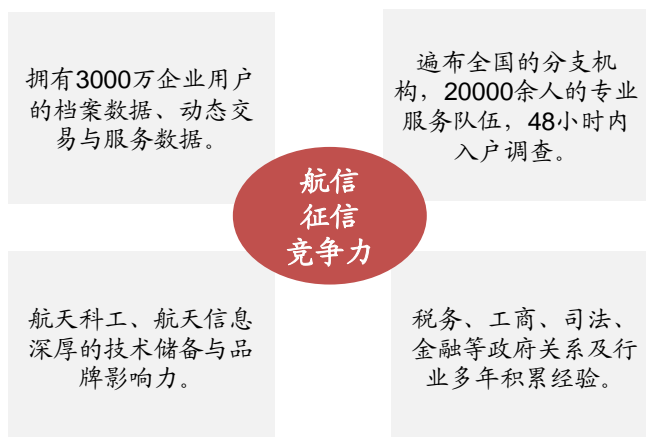 拥有3000万企业用户
的档案数据、动态交
易与服务数据。
遍布全国的分支机
构，20000余人的专业
服务队伍，48小时内
入户调查。
航信
征信
竞争力
航天科工、航天信息
深厚的技术储备与品
牌影响力。
税务、工商、司法、
金融等政府关系及行
业多年积累经验。